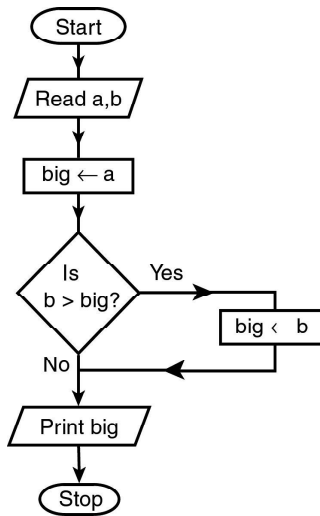 Start
Read a,b
big ← a
Is
b > big?
Yes
big ‹ b
No
Print big
Stop